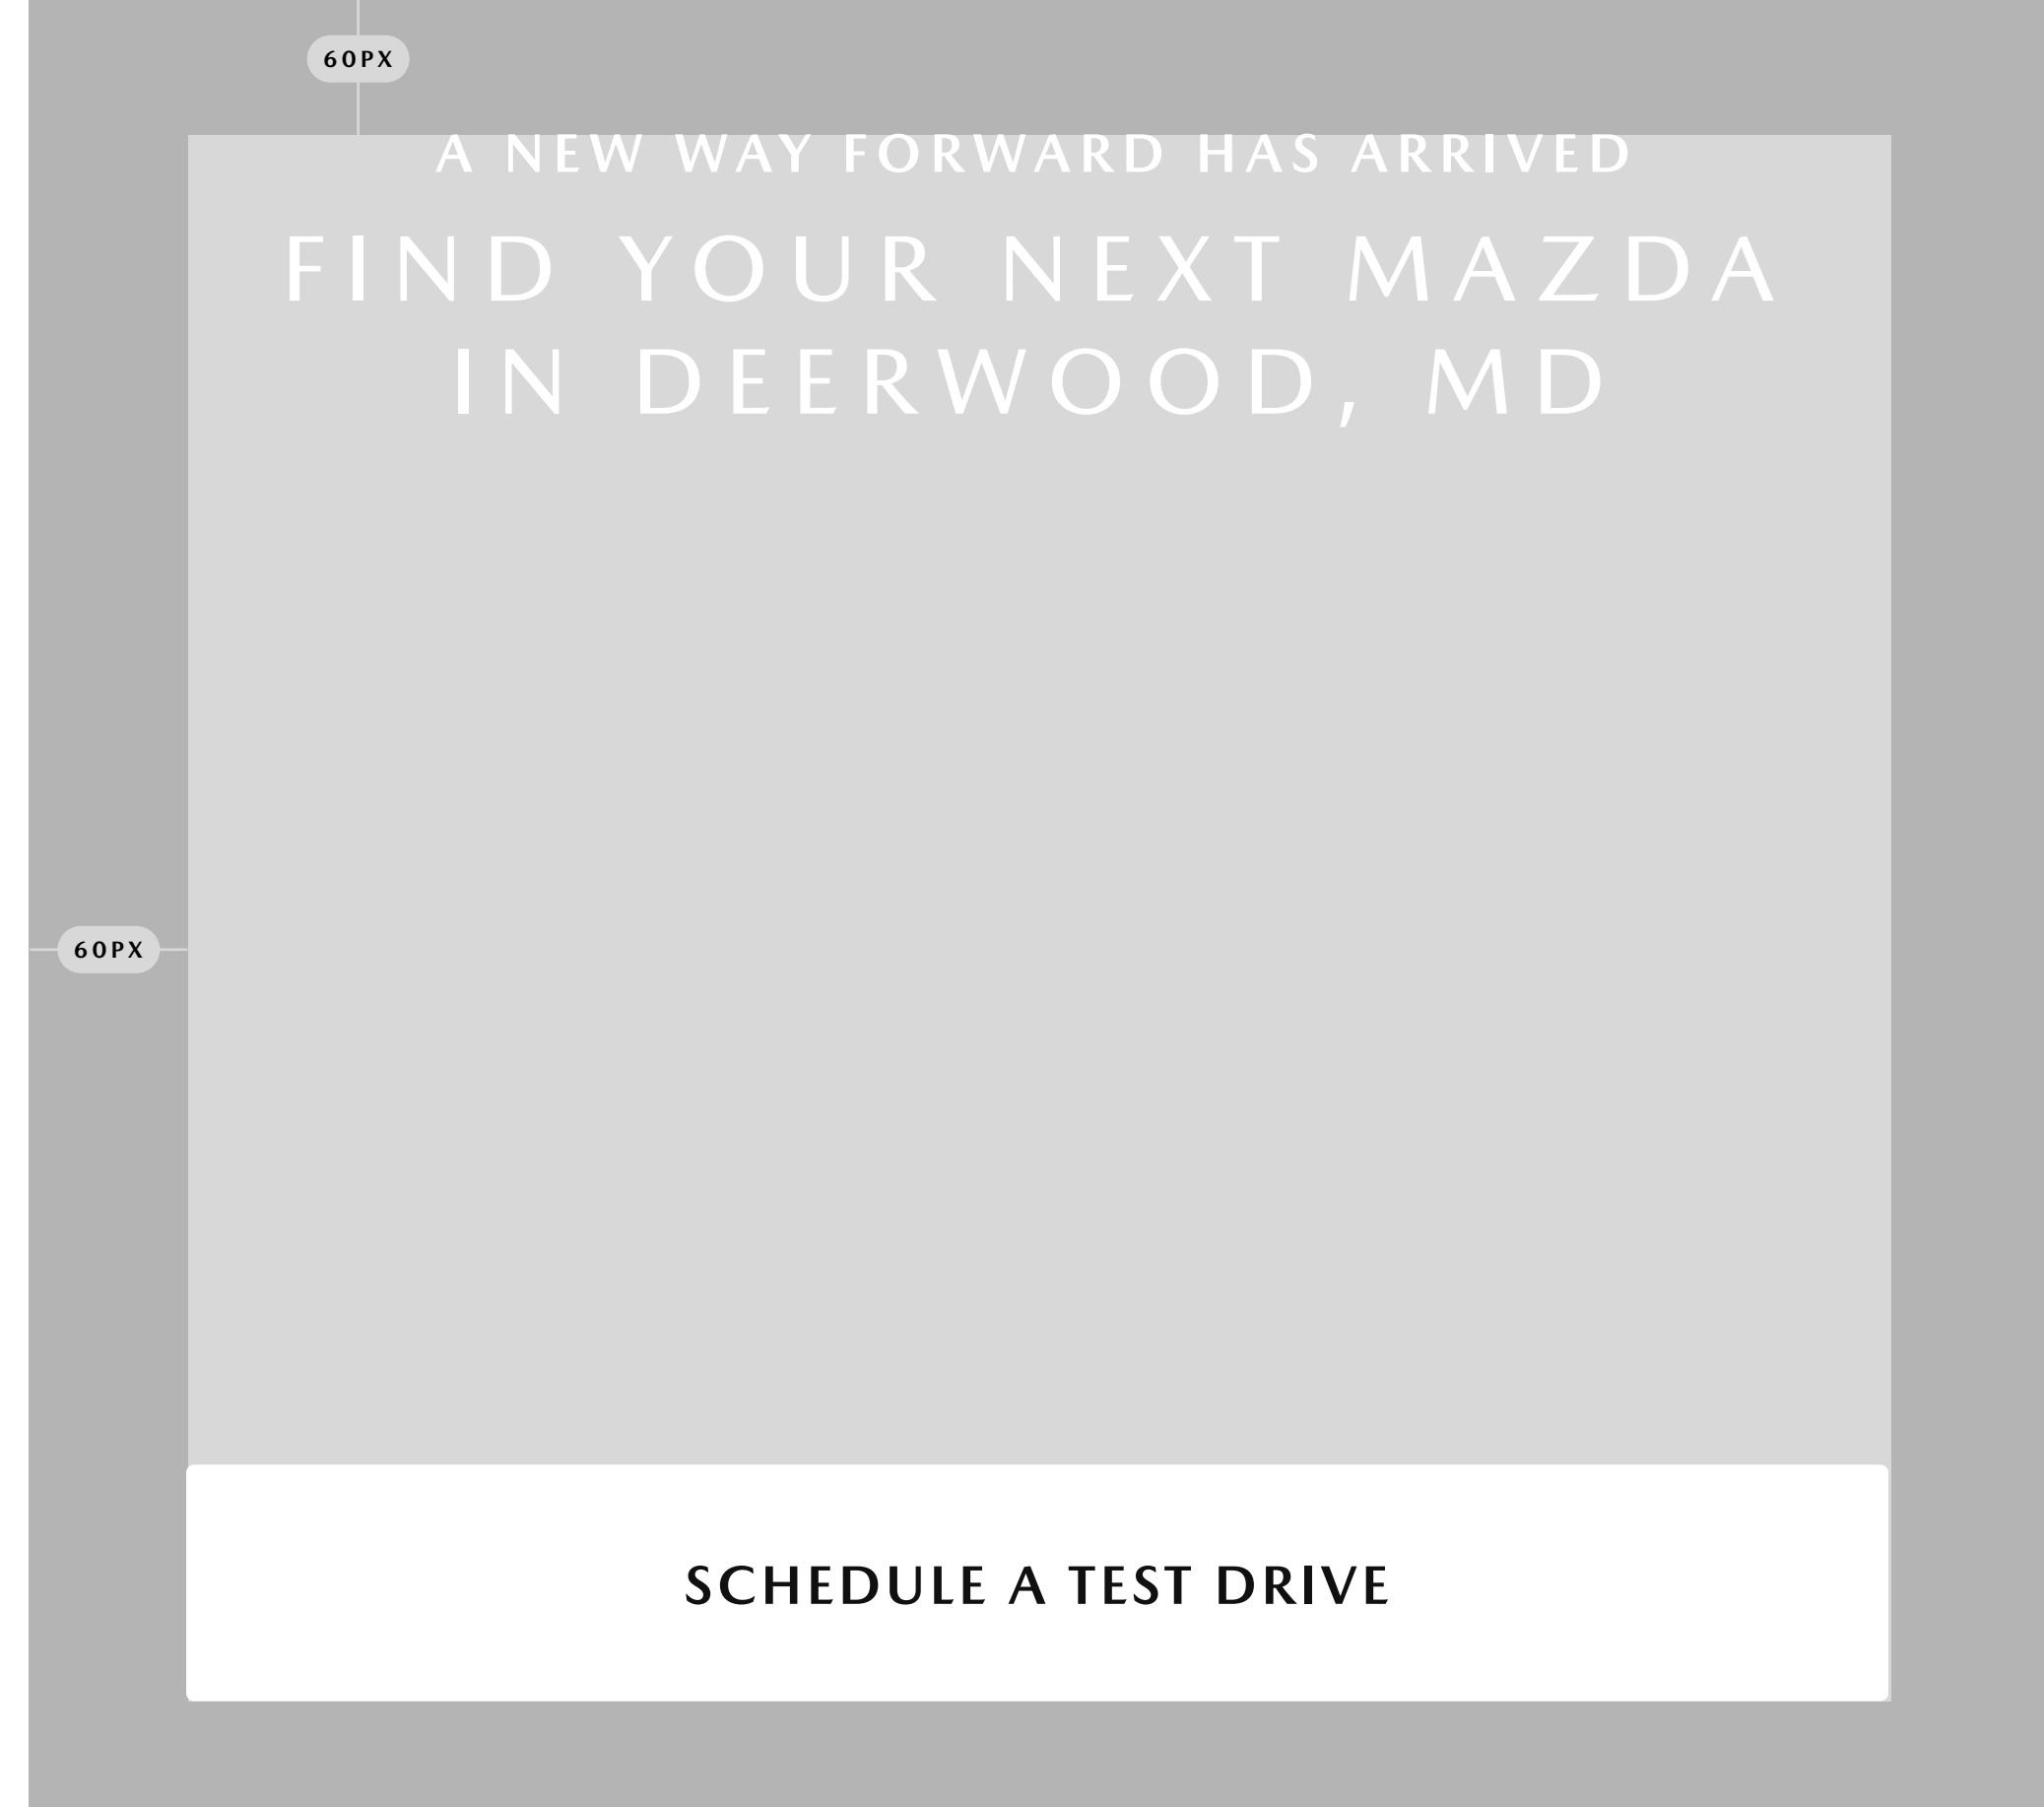 60PX
A NEW WAY FORWARD HAS ARRIVED
FIND YOUR NEXT MAZDA
IN DEERWOOD, MD
60PX
SCHEDULE A TEST DRIVE